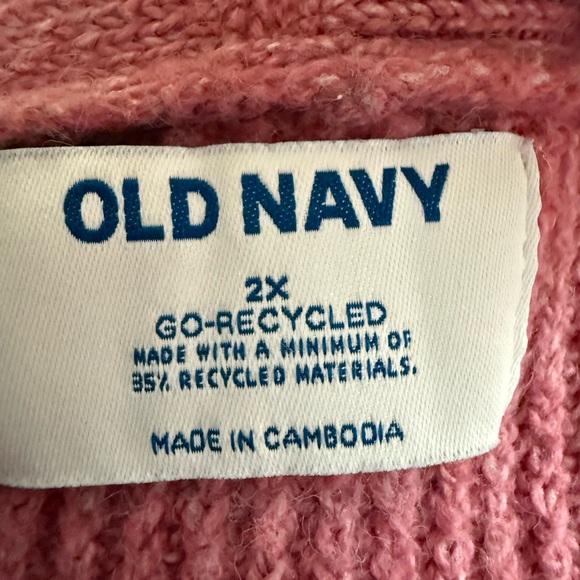 OLD NAVY
2X
GO-RECYCLED
MADE WITH A MINIMUM OF
35% RECYCLED MATERIALS.
MADE IN CAMBODIA